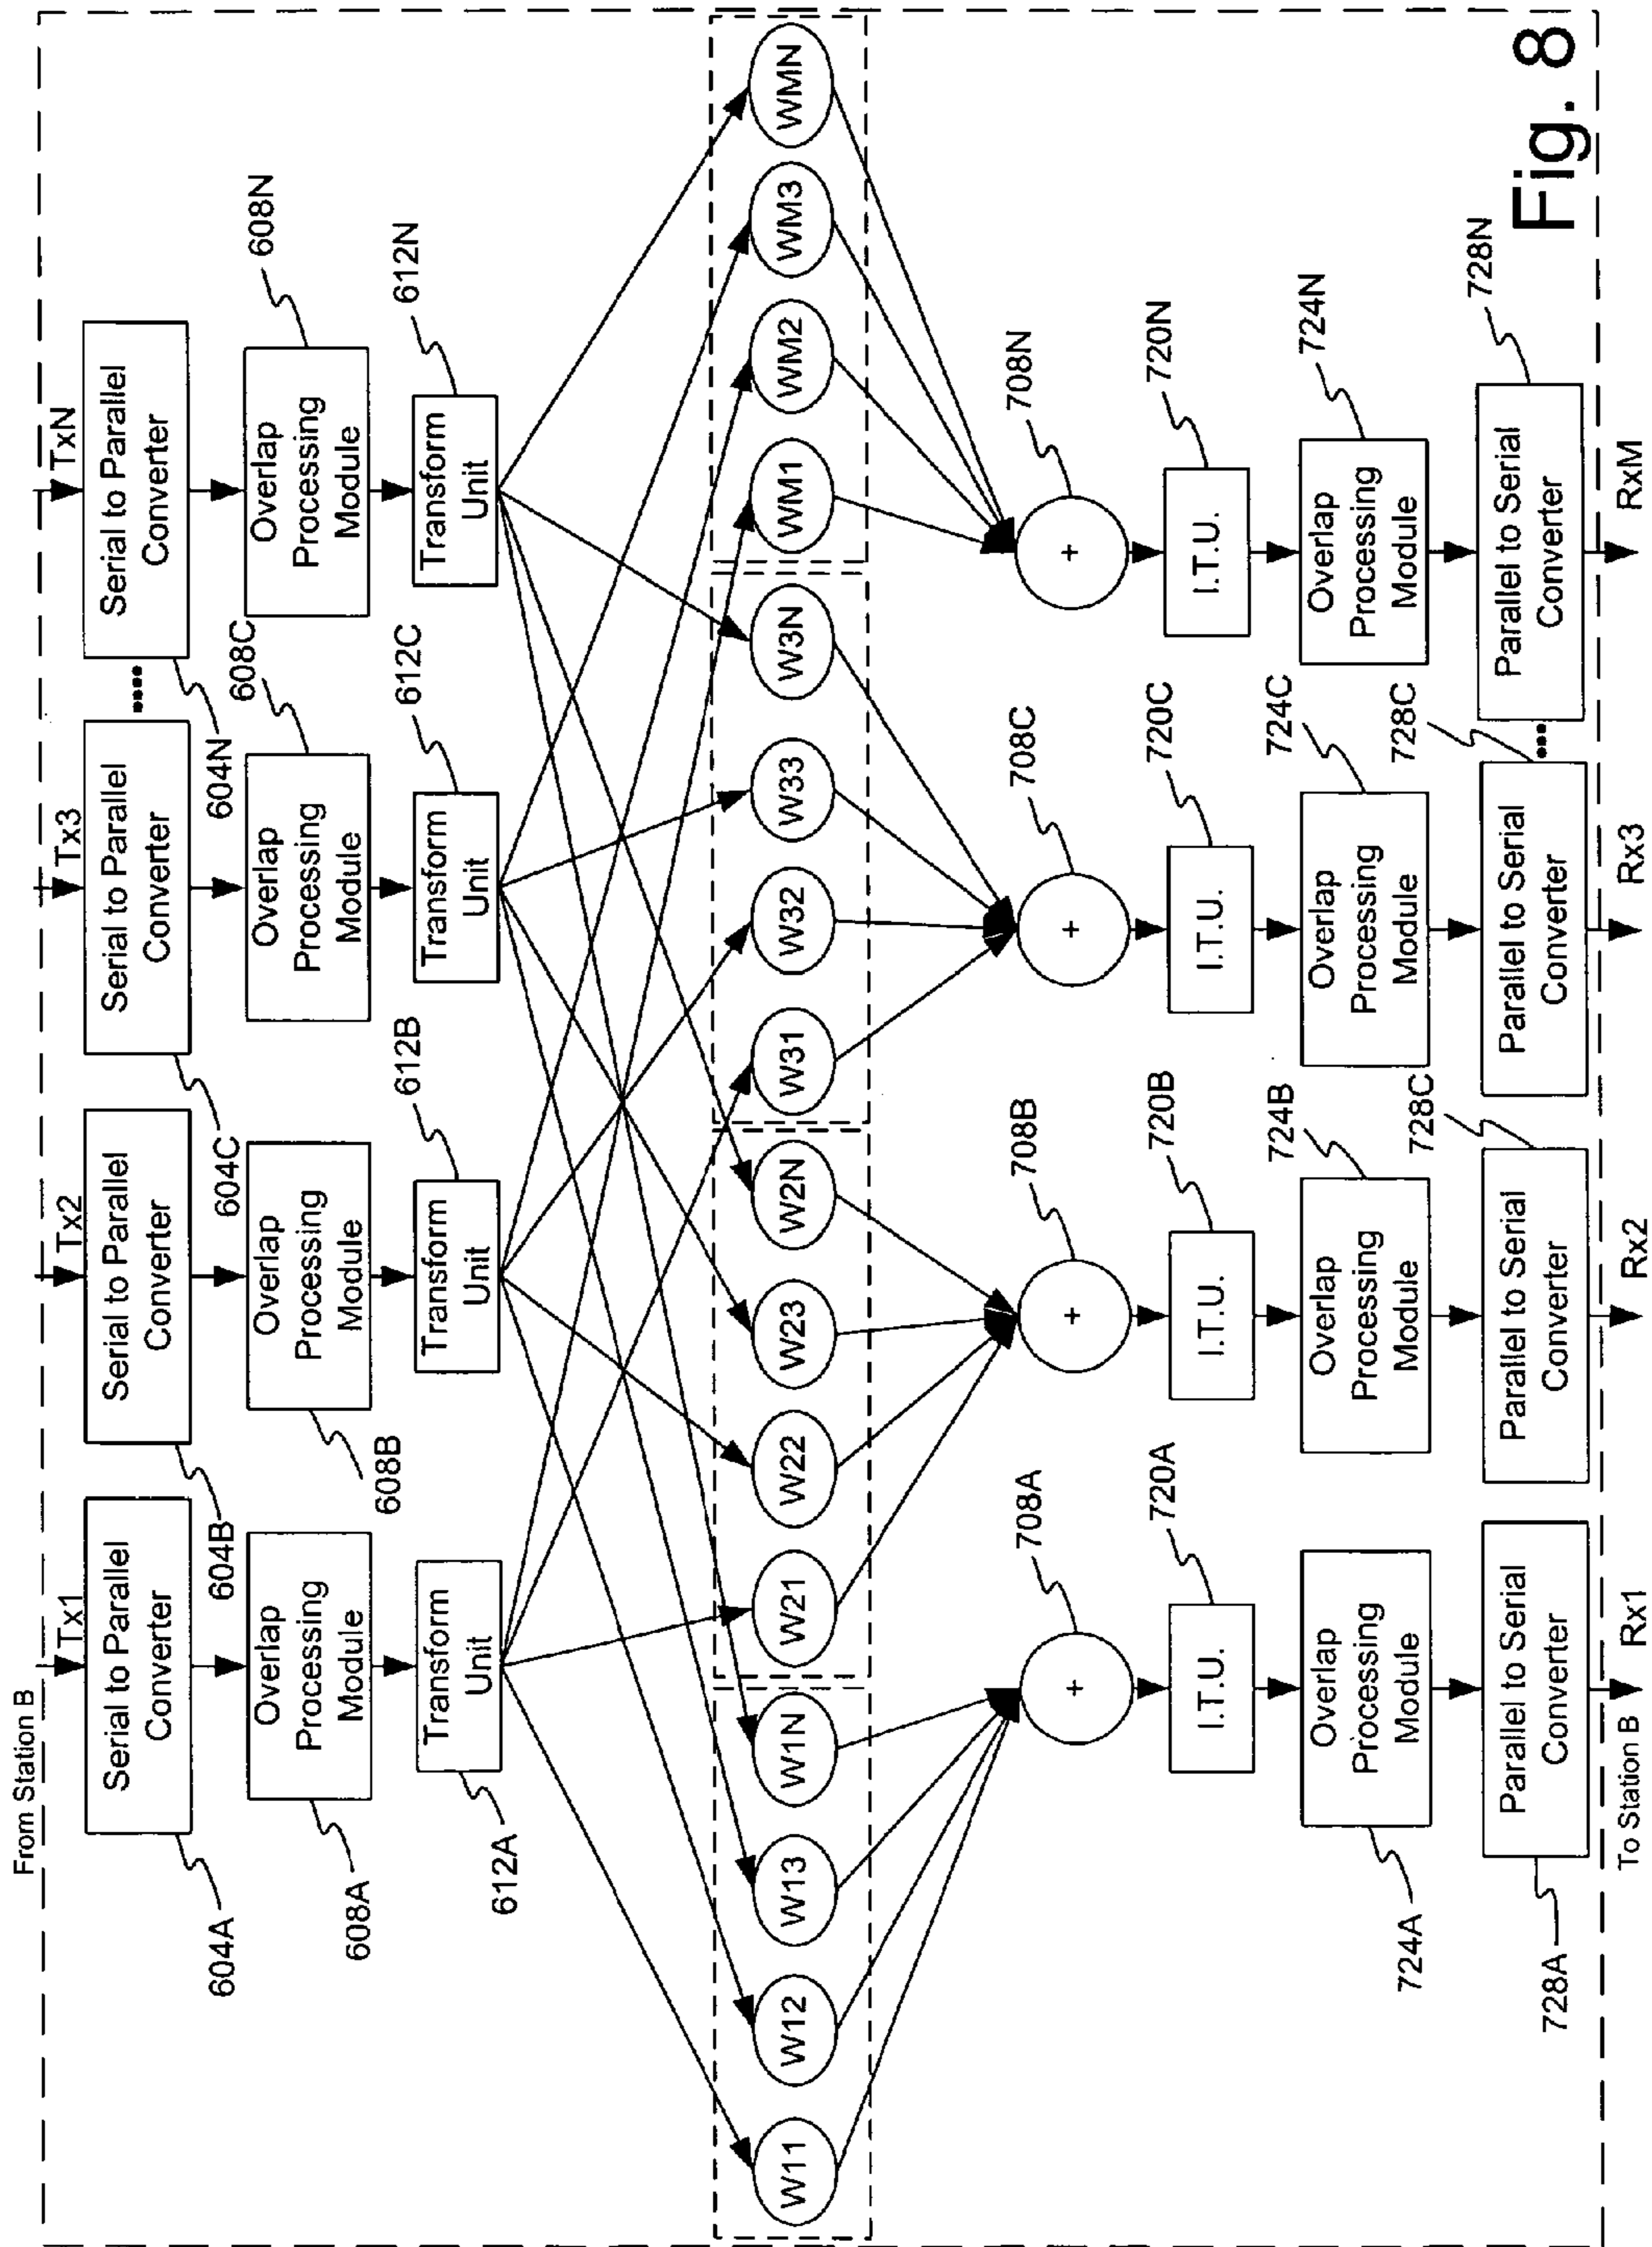 From Station B
Tx1
Tx2
Tx3
TxN
Serial to Parallel
Converter
Serial to Parallel
Converter
Serial to Parallel
Converter
....
Serial to Parallel
Converter
604A
604B
604C
604N
Overlap
Processing
Module
Overlap
Processing
Module
Overlap
Processing
Module
Overlap
Processing
Module
608A
608B
608C
608N
Transform
Unit
Transform
Unit
Transform
Unit
Transform
Unit
612A
612B
612C
612N
W11
W12
W13
W1N
W21
W22
W23
W2N
W31
W32
W33
W3N
WM1
WM2
WM3
WMN
+
+
+
+
708A
708B
708C
708N
I.T.U.
I.T.U.
I.T.U.
I.T.U.
720A
720B
720C
720N
Overlap
Processing
Module
Overlap
Processing
Module
Overlap
Processing
Module
Overlap
Processing
Module
724A
724B
724C
724N
Parallel to Serial
Converter
Parallel to Serial
Converter
Parallel to Serial
Converter
....
Parallel to Serial
Converter
728A
728C
728C
728N
To Station B
Rx1
Rx2
Rx3
RxM
Fig. 8